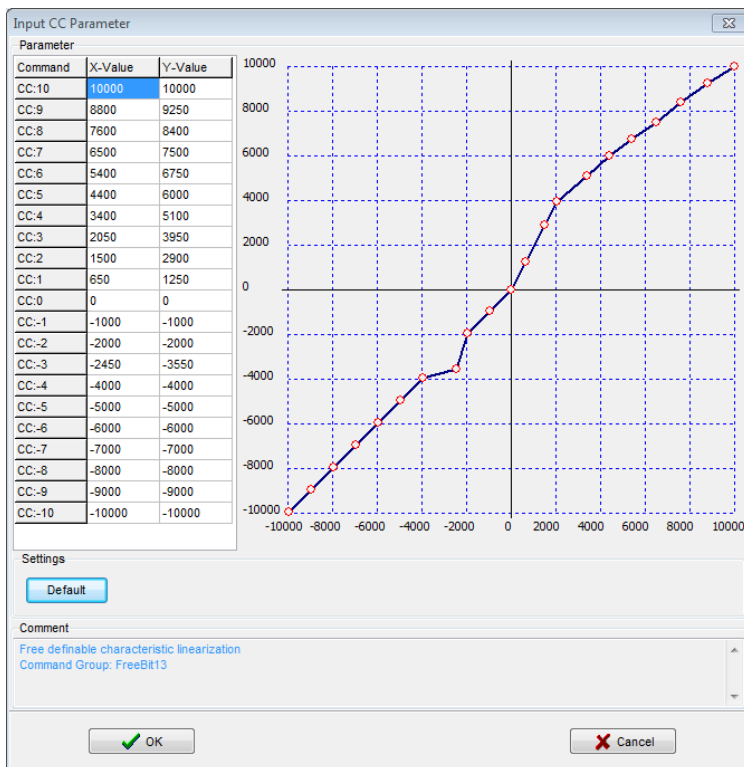 Input CC Parameter
Parameter
Command X-Value Y-Value
CC:10 10000 10000
CC:9 8800 9250
CC:8 7600 8400
CC:7 6500 7500
CC:6 5400 6750
CC:5 4400 6000
CC:4 3400 5100
CC:3 2050 3950
CC:2 1500 2900
CC:1 650 1250
CC:0 0 0
CC:-1 -1000 -1000
CC:-2 -2000 -2000
CC:-3 -2450 -3550
CC:-4 -4000 -4000
CC:-5 -5000 -5000
CC:-6 -6000 -6000
CC:-7 -7000 -7000
CC:-8 -8000 -8000
CC:-9 -9000 -9000
CC:-10 -10000 -10000
10000
8000
6000
4000
2000
0
-2000
-4000
-6000
-8000
-10000
-10000 -8000 -6000 -4000 -2000 0 2000 4000 6000 8000 10000
Settings
Default
Comment
Free definable characteristic linearization
Command Group: FreeBit13
OK Cancel